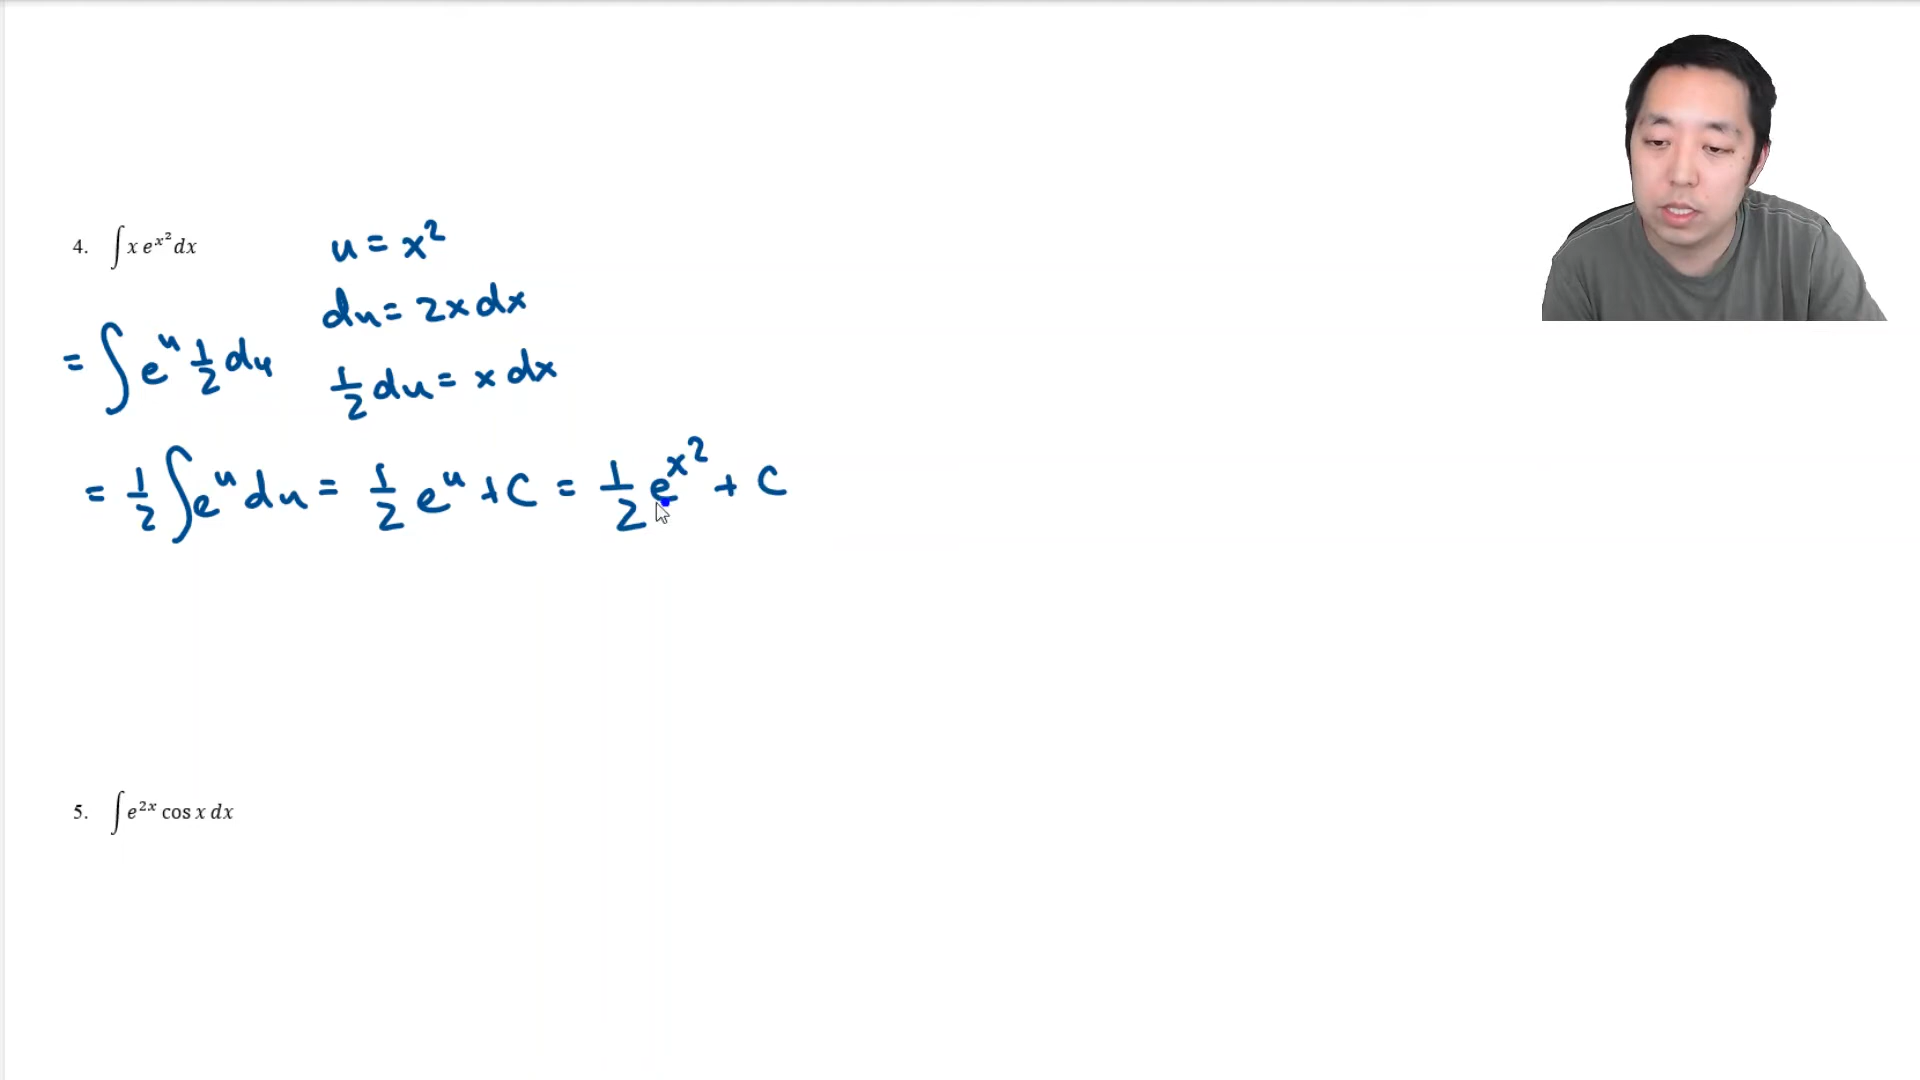 4. ∫ x e^{x²} dx
u = x²
du = 2x dx
= ∫ e^u 1/2 du
1/2 du = x dx
= 1/2 ∫ e^u du = 1/2 e^u + C = 1/2 e^{x²} + C
5. ∫ e^{2x} cos x dx